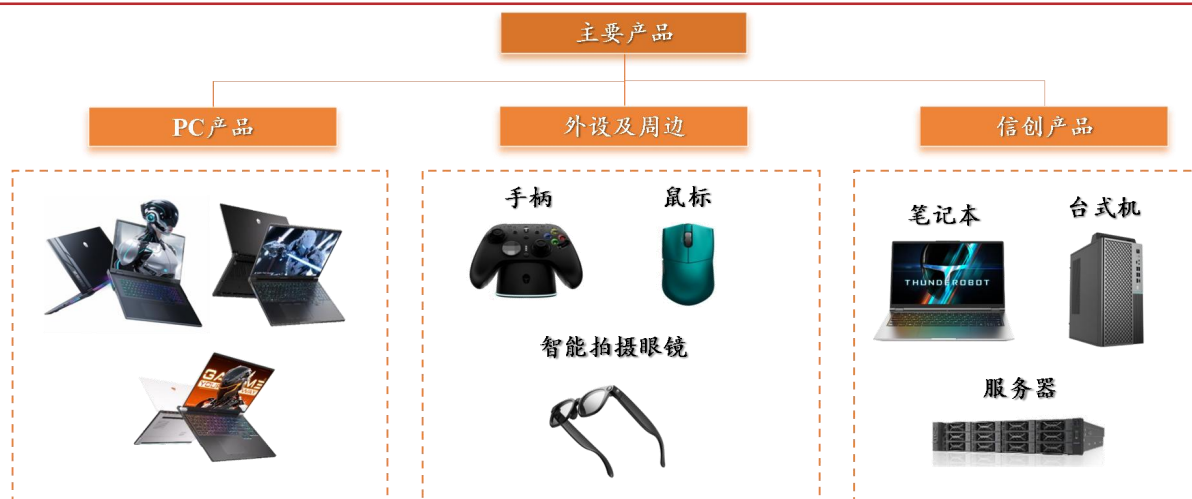 主要产品
PC产品
外设及周边
信创产品
手柄
鼠标
智能拍摄眼镜
笔记本
台式机
THUNDEROBOT
服务器